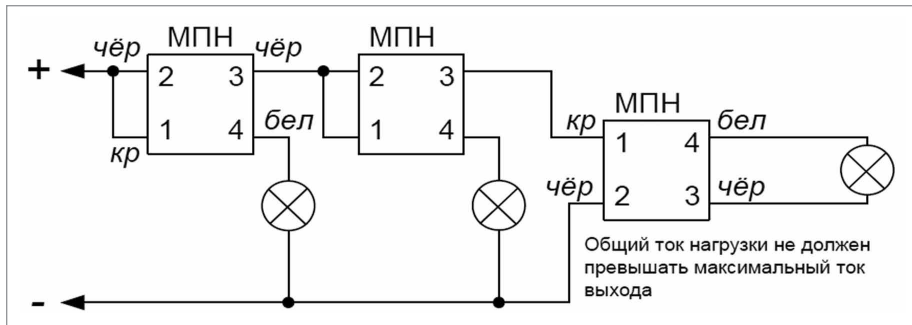 МПН
МПН
чёр
чёр
+
2
3
2
3
МПН
1
4
бел
1
4
кр
бел
кр
1
4
чёр
2
3
чёр
Общий ток нагрузки не должен
превышать максимальный ток
выхода
-